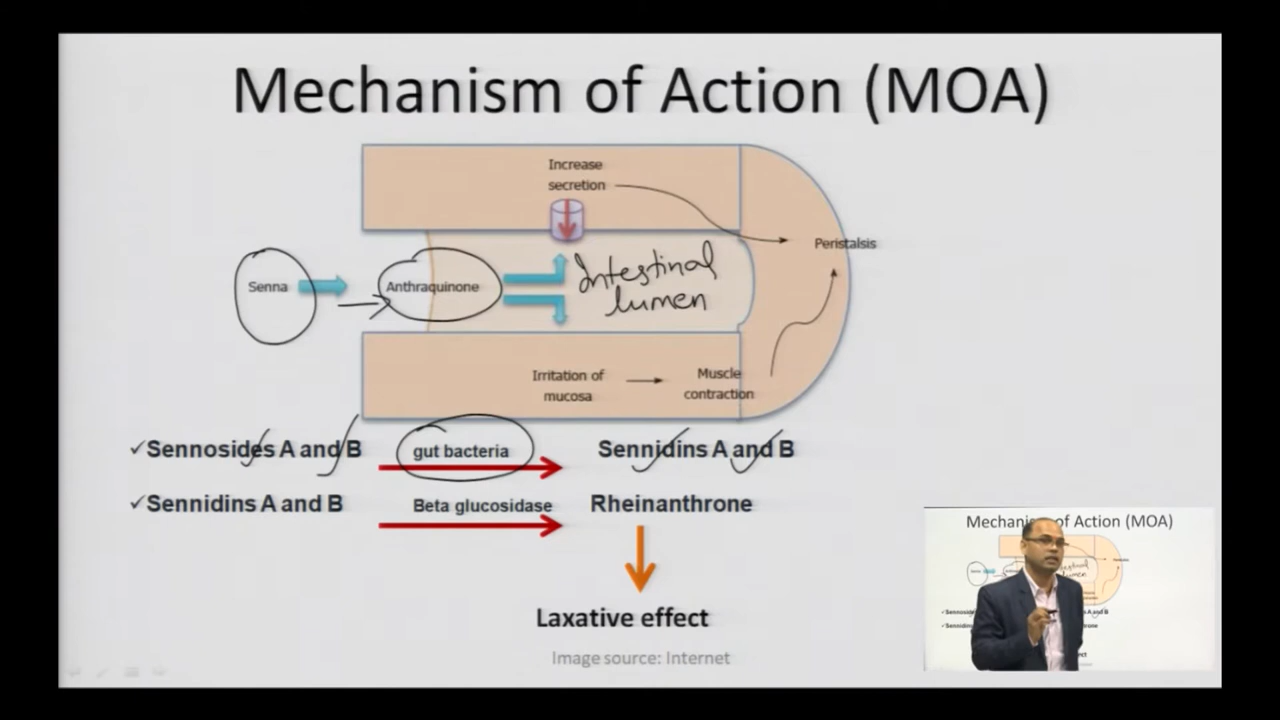 Mechanism of Action (MOA)
Increase
secretion
Peristalsis
Intestinal
lumen
Senna
Anthraquinone
Irritation of
mucosa
Muscle
contraction
✓Sennosides A and B gut bacteria Sennidins A and B
✓Sennidins A and B Beta glucosidase Rheinanthrone
Laxative effect
Image source: Internet
Mechanism of Action (MOA)